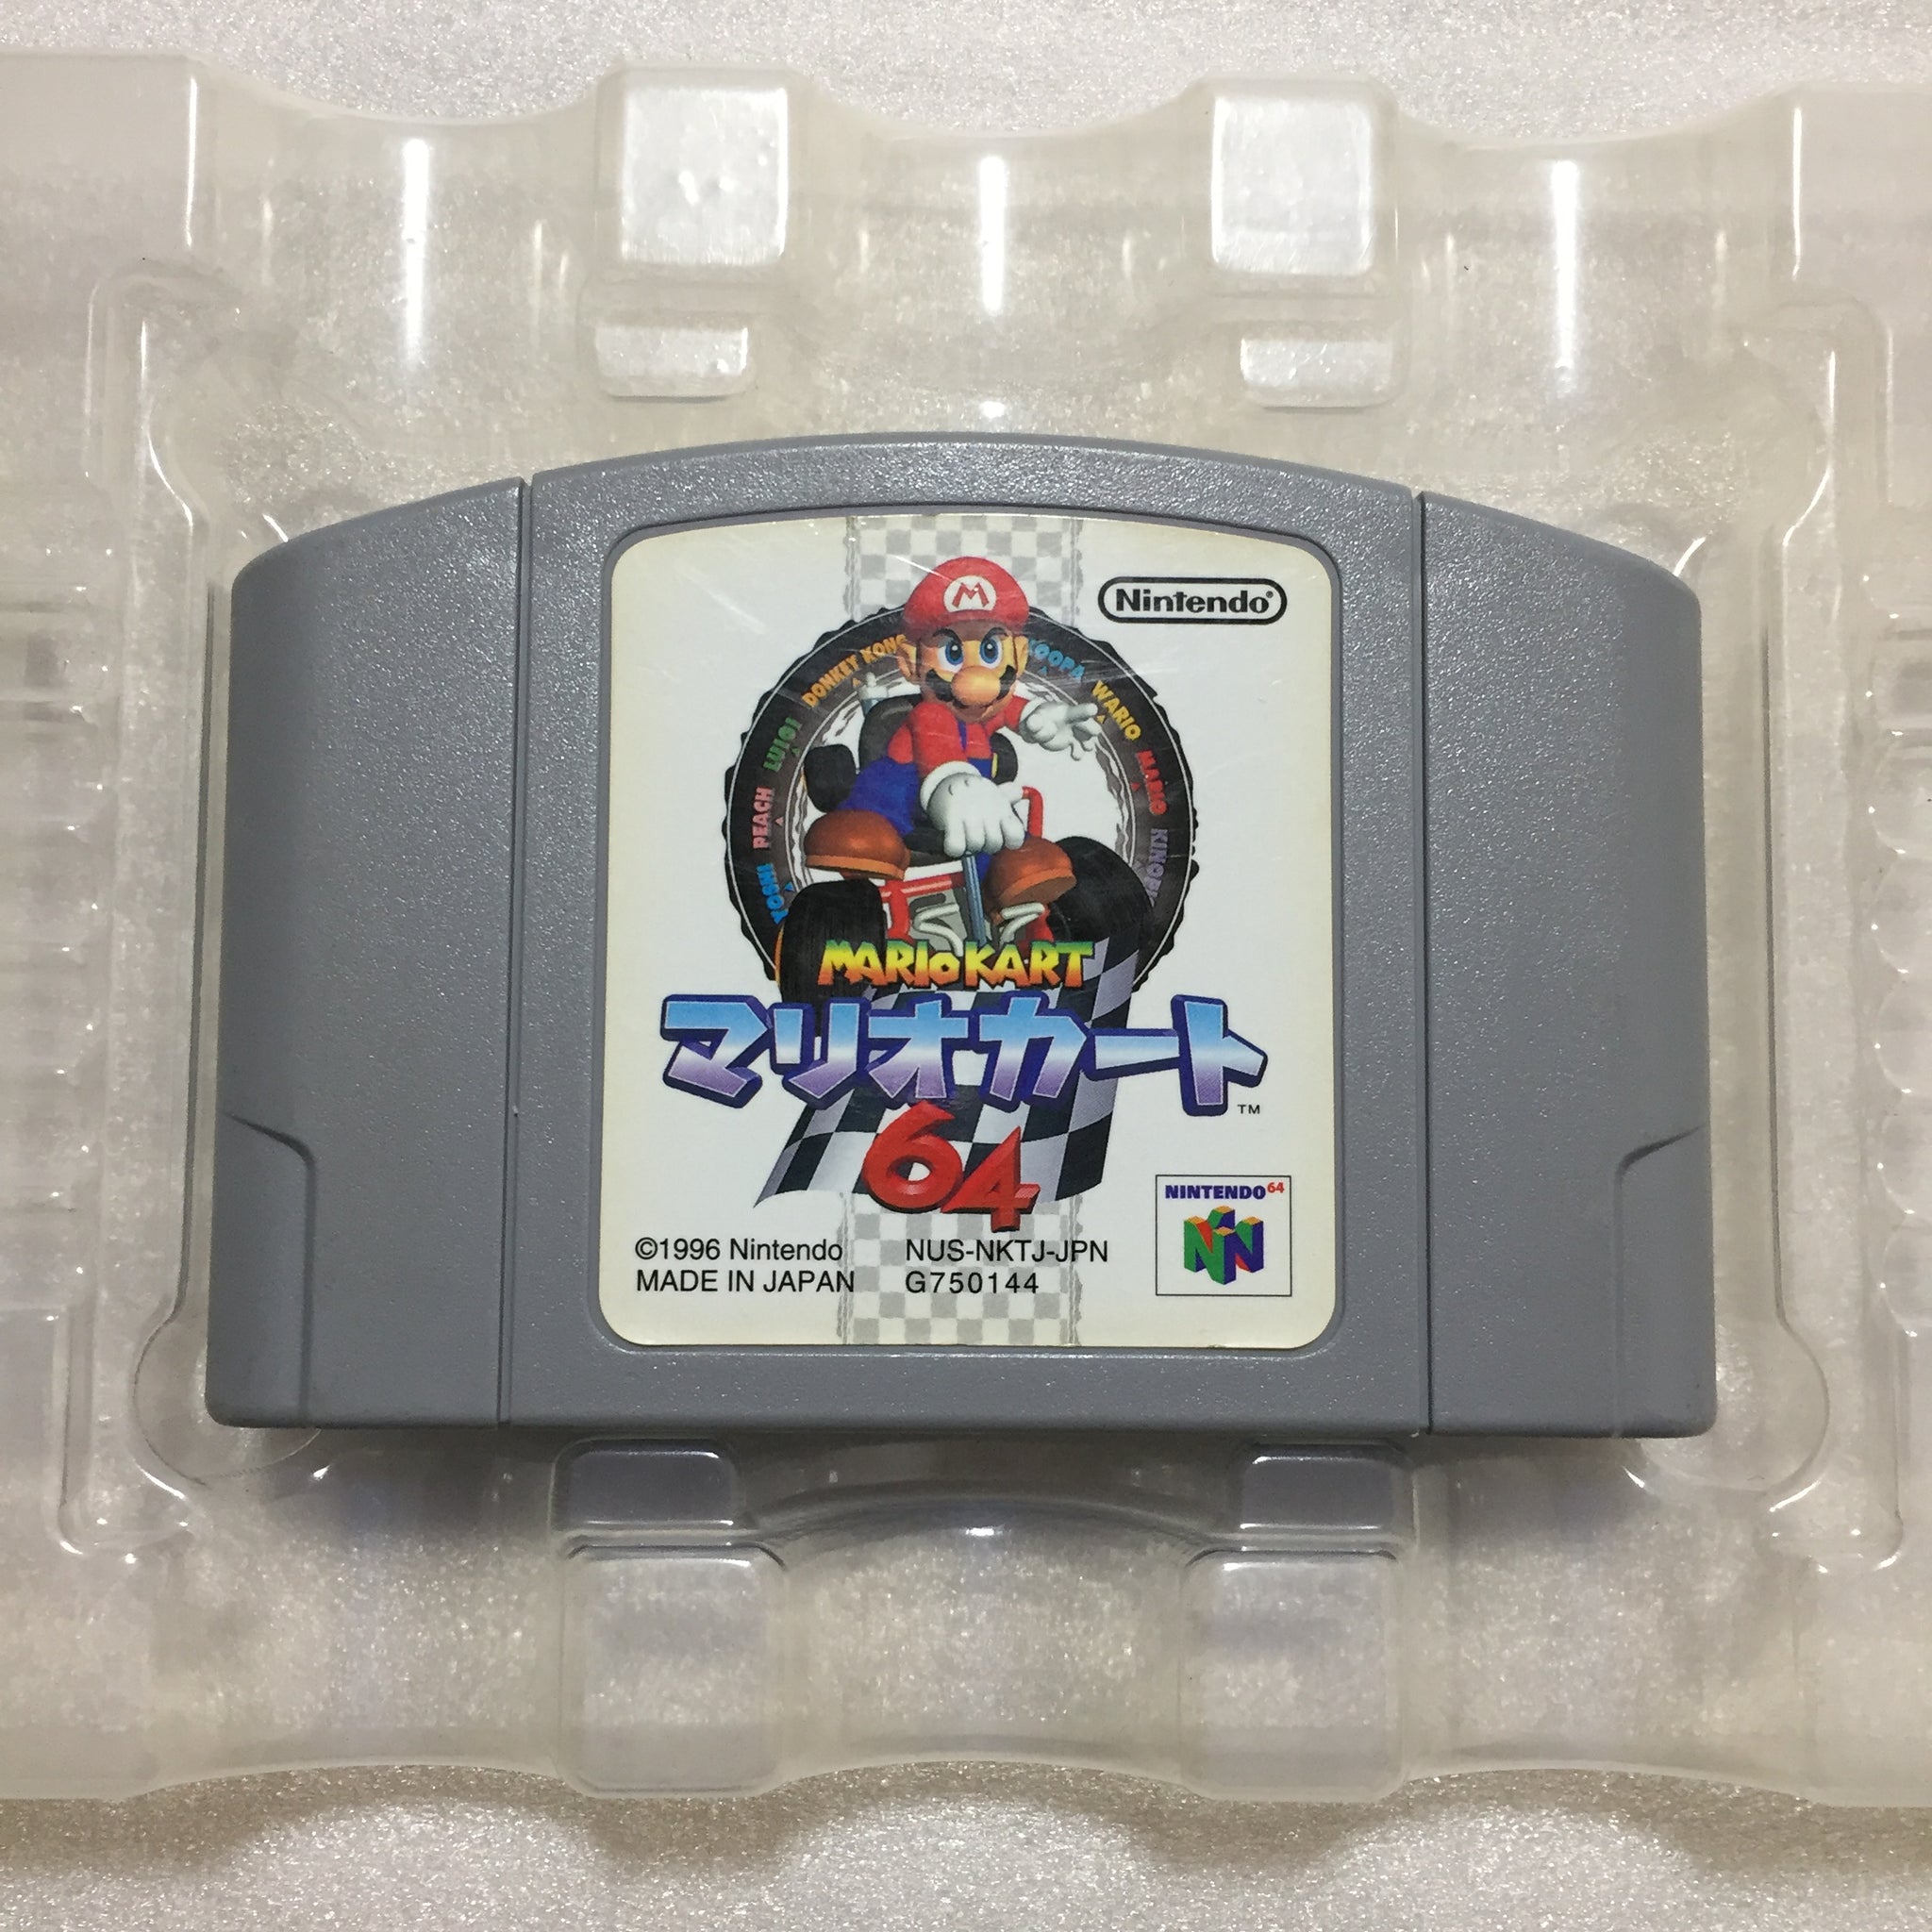 Nintendo®
M
DONKEY KONG
KOOPA
LUIGI
WARIO
PEACH
MARIO
YOSHI
MARIO KART
マリオカート
TM
64
NINTENDO64
©1996 Nintendo NUS-NKTJ-JPN
MADE IN JAPAN G750144